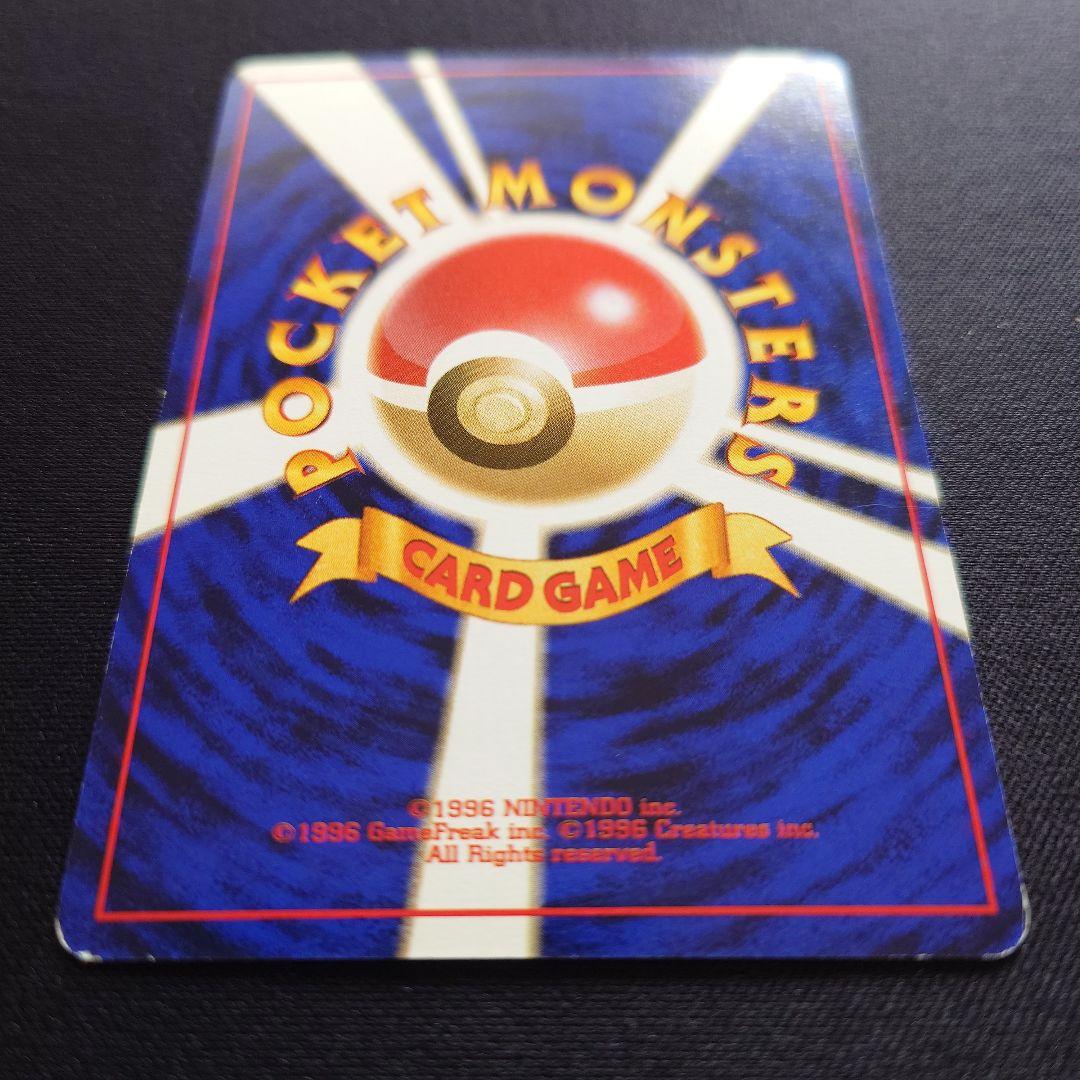 POCKET MONSTERS
CARD GAME
©1996 NINTENDO inc.
©1996 GameFreak inc. ©1996 Creatures inc.
All Rights reserved.